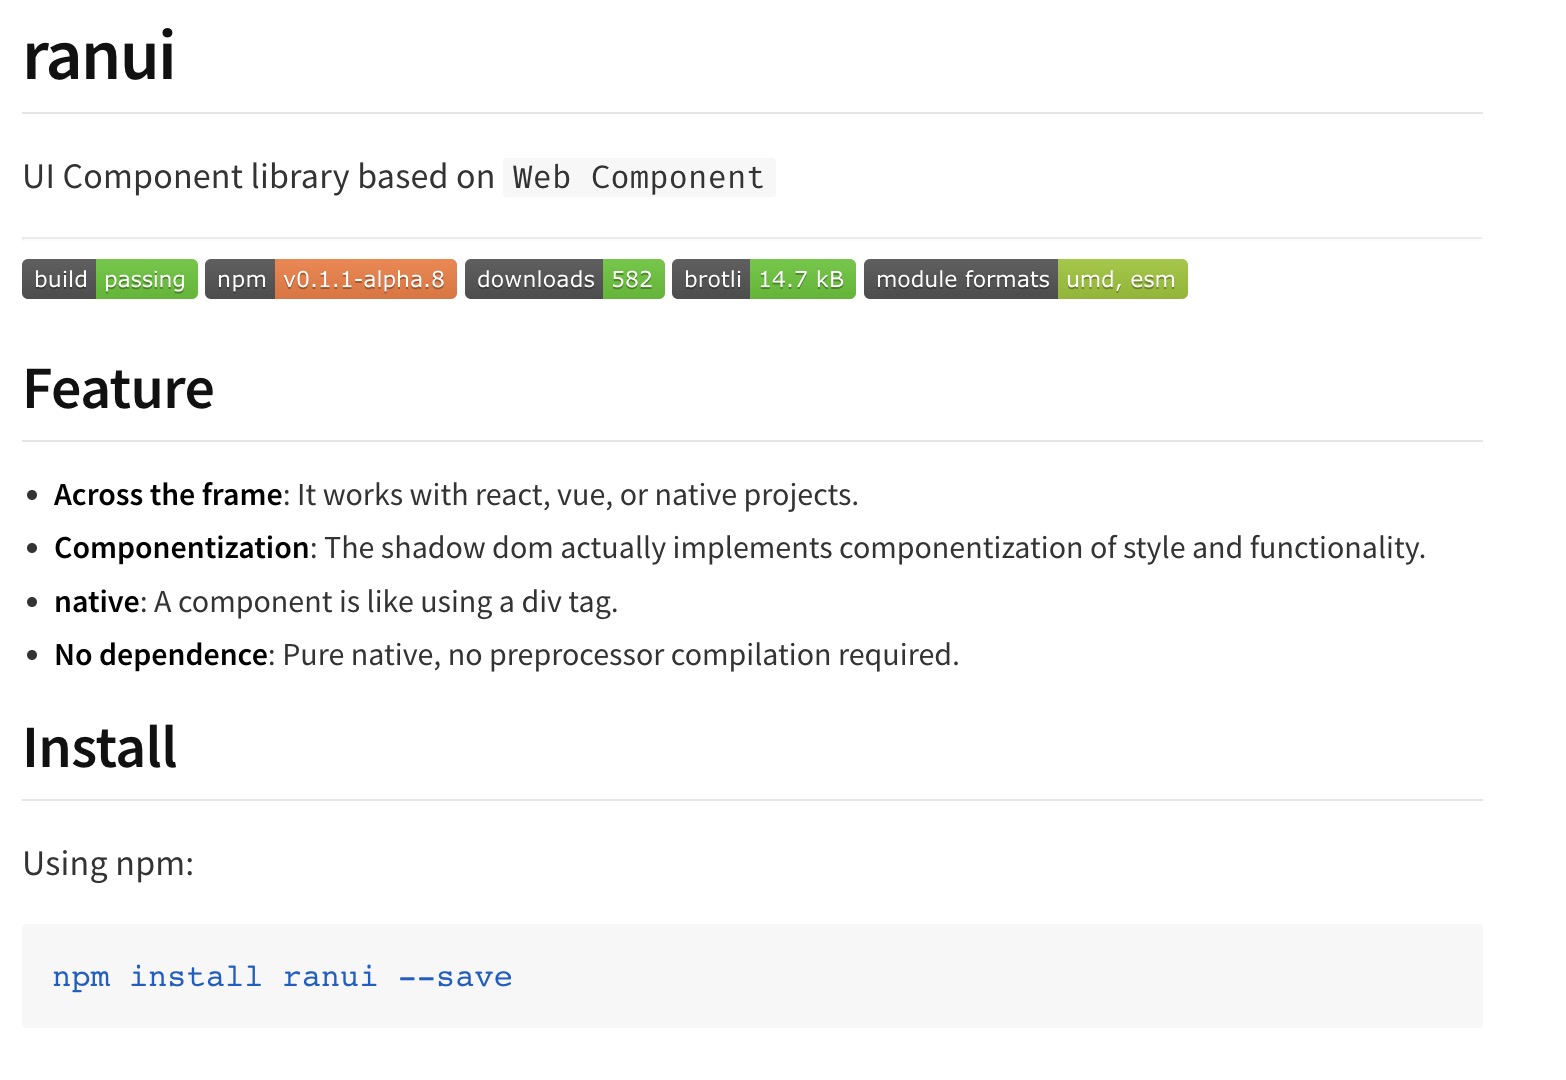 ranui
UI Component library based on Web Component
build passing npm v0.1.1-alpha.8 downloads 582 brotli 14.7 kB module formats umd, esm
Feature
• Across the frame: It works with react, vue, or native projects.
• Componentization: The shadow dom actually implements componentization of style and functionality.
• native: A component is like using a div tag.
• No dependence: Pure native, no preprocessor compilation required.
Install
Using npm:
npm install ranui --save